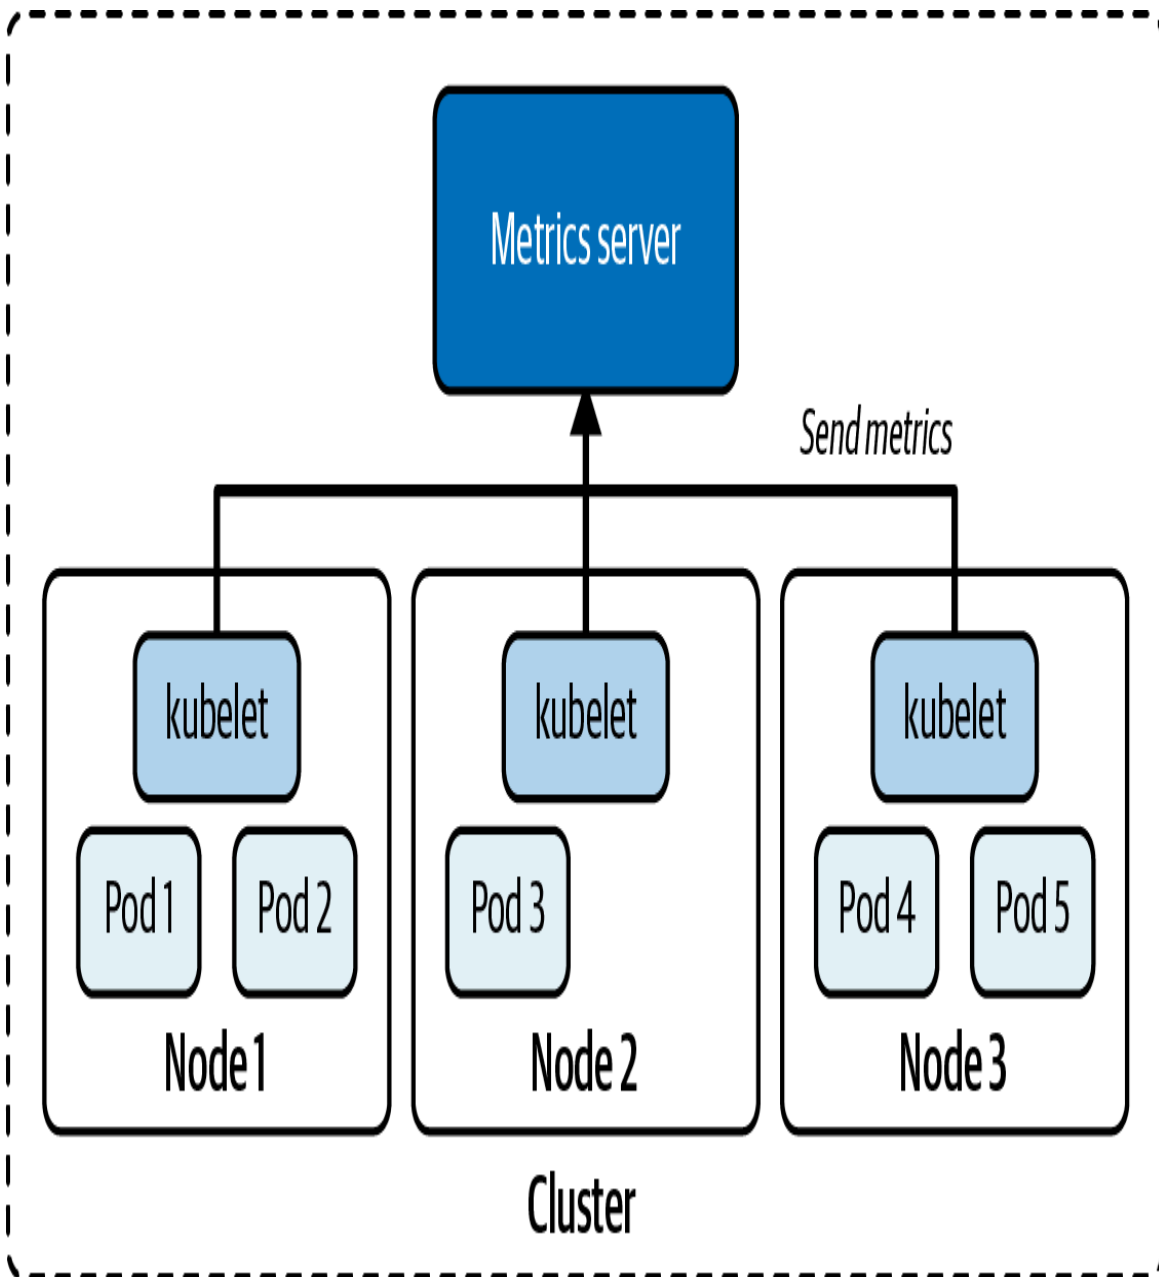 Metrics server
Send metrics
kubelet
kubelet
kubelet
Pod 1
Pod 2
Pod 3
Pod 4
Pod 5
Node 1
Node 2
Node 3
Cluster